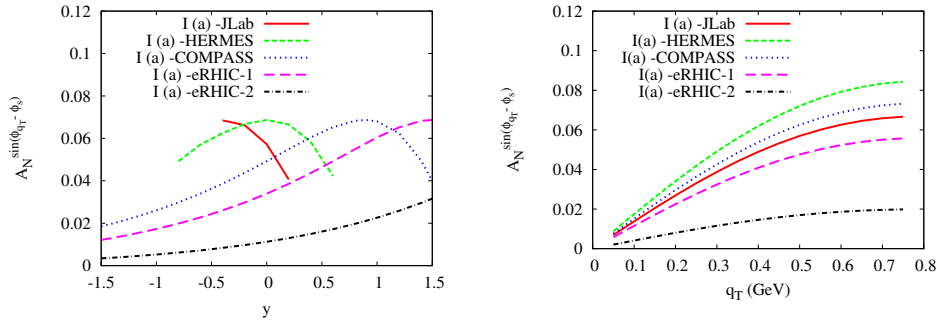 I (a) -JLab
I (a) -HERMES
I (a) -COMPASS
I (a) -eRHIC-1
I (a) -eRHIC-2
A_N^sin(ϕ_qT - ϕ_s)
0.12
0.1
0.08
0.06
0.04
0.02
0
-1.5 -1 -0.5 0 0.5 1 1.5
y
I (a) -JLab
I(a) -HERMES
I(a) -COMPASS
I(a) -eRHIC-1
I(a) -eRHIC-2
A_N^sin(ϕ_qT - ϕ_s)
0.12
0.1
0.08
0.06
0.04
0.02
0
0 0.1 0.2 0.3 0.4 0.5 0.6 0.7 0.8
q_T (GeV)